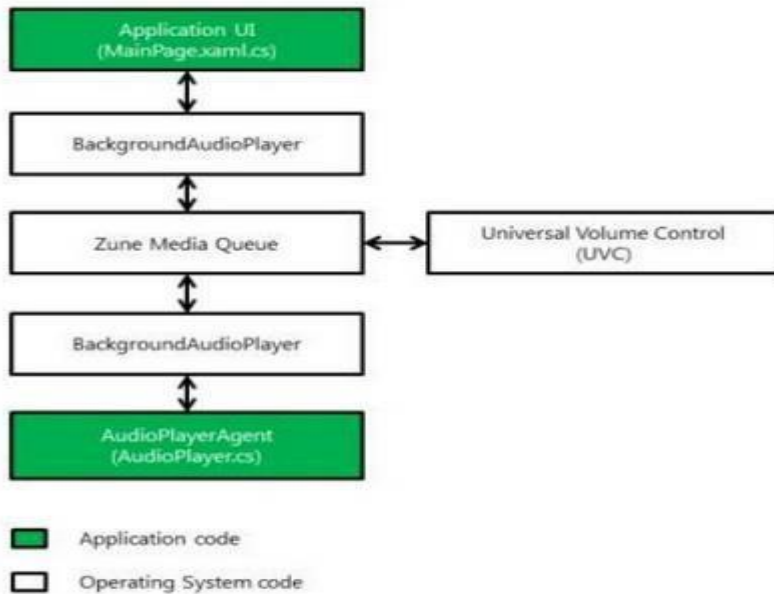 Application UI
(MainPage.xaml.cs)
BackgroundAudioPlayer
Zune Media Queue
Universal Volume Control
(UVC)
BackgroundAudioPlayer
AudioPlayerAgent
(AudioPlayer.cs)
Application code
Operating System code